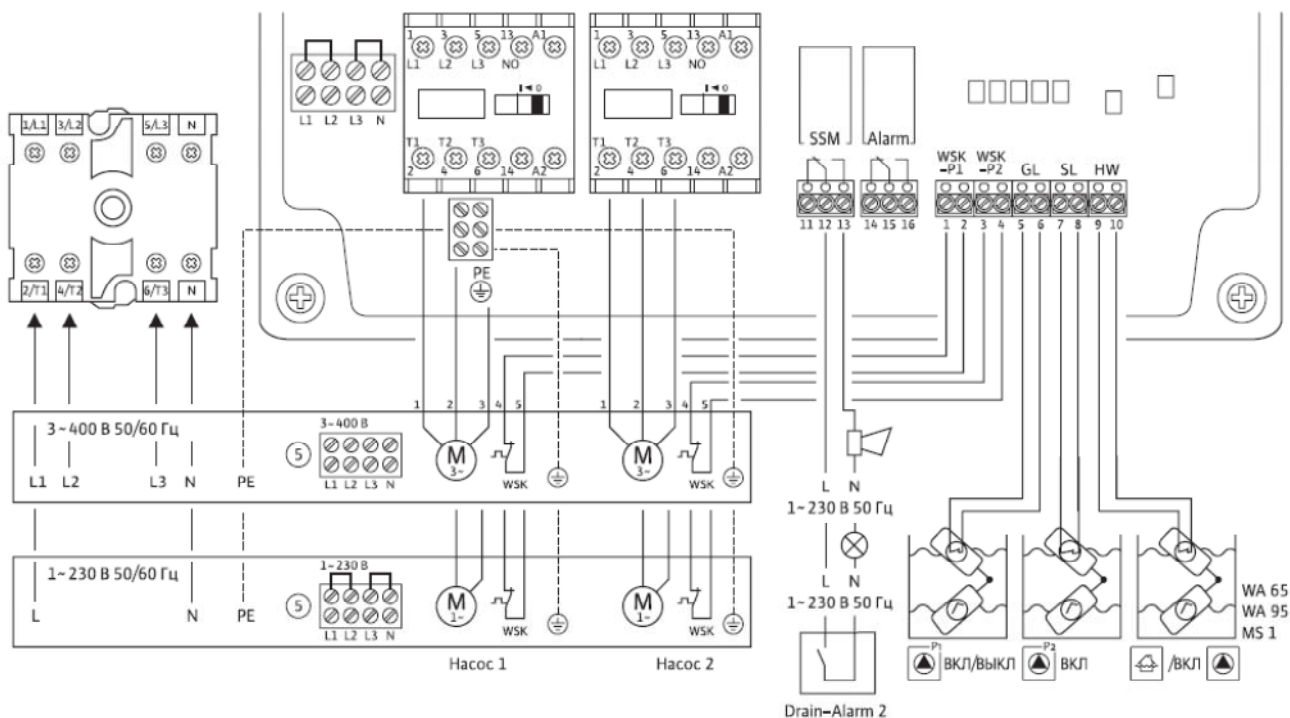 1 3 5 13 A1
L1 L2 L3 NO
I ◄ O
T1 T2 T3
2 4 6 14 A2
1 3 5 13 A1
L1 L2 L3 NO
I ◄ O
T1 T2 T3
2 4 6 14 A2
L1 L2 L3 N
1/L1 3/L2 5/L3 N
2/T1 4/T2 6/T3 N
PE
SSM Alarm
WSK WSK
-P1 -P2 GL SL HW
11 12 13 14 15 16 1 2 3 4 5 6 7 8 9 10
1 2 3 4 5 1 2 3 4 5
3~400 В 50/60 Гц
5
3~400 В
L1 L2 L3 N
M
3~
WSK
M
3~
WSK
L1 L2 L3 N PE
L N
1~230 В 50 Гц
1~230 В 50/60 Гц
5
1~230 В
L1 L2 L3 N
M
1~
WSK
M
1~
WSK
L N PE
L N
1~230 В 50 Гц
WA 65
WA 95
MS 1
Насос 1 Насос 2
P1 ВКЛ/ВЫКЛ P2 ВКЛ /ВКЛ
Drain-Alarm 2